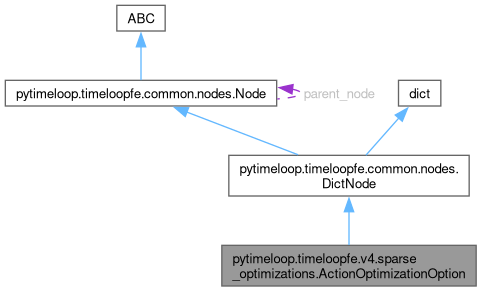 ABC
pytimeloop.timeloopfe.common.nodes.Node
parent_node
dict
pytimeloop.timeloopfe.common.nodes.
DictNode
pytimeloop.timeloopfe.v4.sparse
_optimizations.ActionOptimizationOption